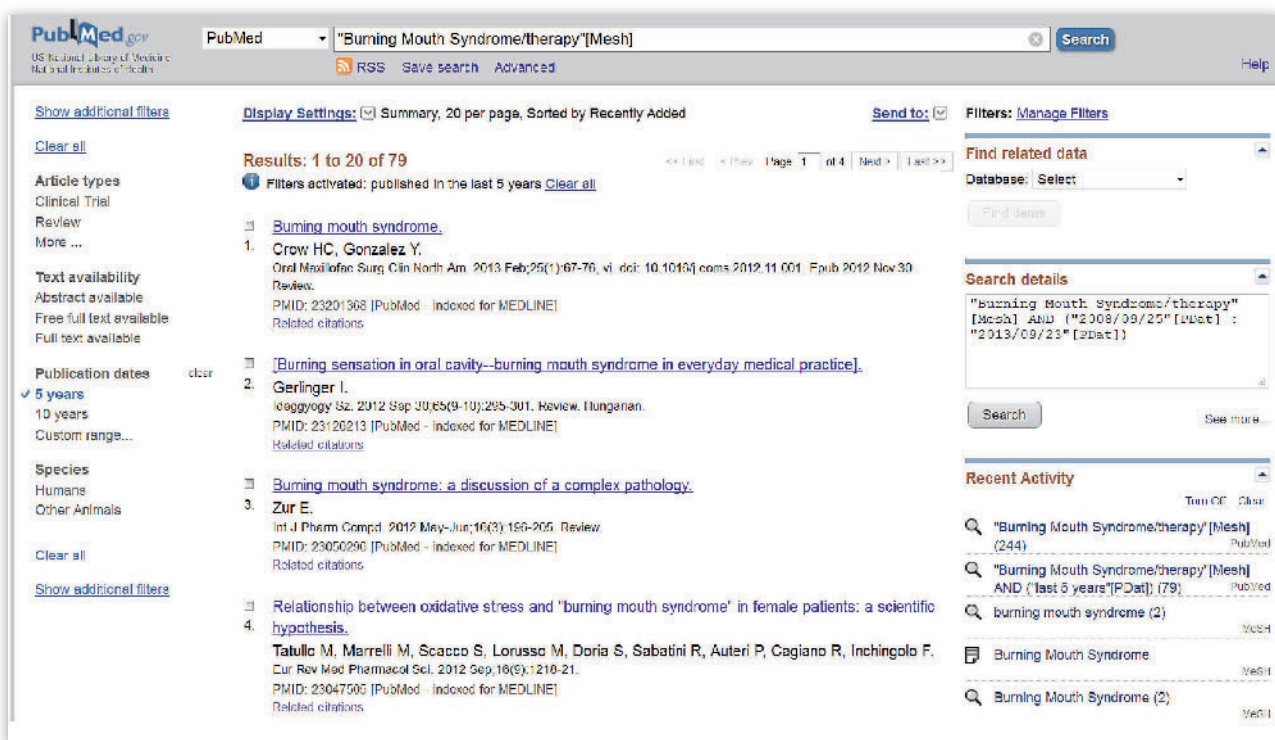 PubMed.gov
US National Library of Medicine
National Institutes of Health
PubMed
"Burning Mouth Syndrome/therapy"[Mesh]
Search
RSS Save search Advanced
Help
Show additional filters
Clear all
Article types
Clinical Trial
Review
More ...
Text availability
Abstract available
Free full text available
Full text available
Publication dates clear
5 years
10 years
Custom range...
Species
Humans
Other Animals
Clear all
Show additional filters
Display Settings: Summary, 20 per page, Sorted by Recently Added
Send to:
Results: 1 to 20 of 79
<< First < Prev Page 1 of 4 Next > Last >>
Filters activated: published in the last 5 years Clear all
Burning mouth syndrome.
1. Crow HC, Gonzalez Y.
Oral Maxillofac Surg Clin North Am. 2013 Feb;25(1):67-76, vi. doi: 10.1016/j.coms.2012.11.001. Epub 2012 Nov 30.
Review.
PMID: 23201368 [PubMed - indexed for MEDLINE]
Related citations
[Burning sensation in oral cavity--burning mouth syndrome in everyday medical practice].
2. Gerlinger I.
Ideggyogy Sz. 2012 Sep 30;65(9-10):295-301. Review. Hungarian.
PMID: 23126213 [PubMed - indexed for MEDLINE]
Related citations
Burning mouth syndrome: a discussion of a complex pathology.
3. Zur E.
Int J Pharm Compd. 2012 May-Jun;16(3):196-205. Review.
PMID: 23050296 [PubMed - indexed for MEDLINE]
Related citations
Relationship between oxidative stress and "burning mouth syndrome" in female patients: a scientific
4. hypothesis.
Tatullo M, Marrelli M, Scacco S, Lorusso M, Doria S, Sabatini R, Auteri P, Cagiano R, Inchingolo F.
Eur Rev Med Pharmacol Sci. 2012 Sep;16(9):1218-21.
PMID: 23047505 [PubMed - indexed for MEDLINE]
Related citations
Filters: Manage Filters
Find related data
Database: Select
Find items
Search details
"Burning Mouth Syndrome/therapy"
[Mesh] AND ("2008/09/25"[PDat] :
"2013/09/23"[PDat])
Search
See more...
Recent Activity
Turn Off Clear
"Burning Mouth Syndrome/therapy"[Mesh]
(244) PubMed
"Burning Mouth Syndrome/therapy"[Mesh]
AND ("last 5 years"[PDat]) (79) PubMed
burning mouth syndrome (2)
MeSH
Burning Mouth Syndrome
MeSH
Burning Mouth Syndrome (2)
MeSH